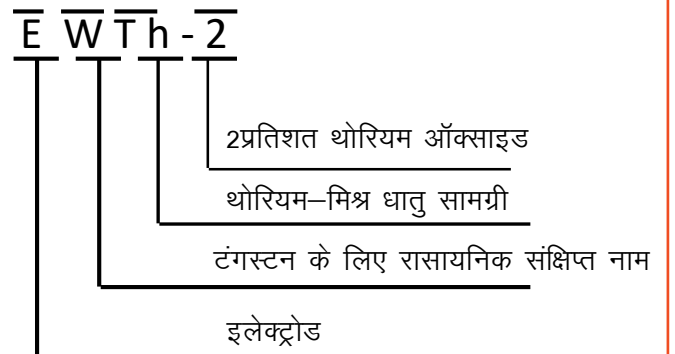 E W T h - 2
2प्रतिशत थोरियम ऑक्साइड
थोरियम–मिश्र धातु सामग्री
टंगस्टन के लिए रासायनिक संक्षिप्त नाम
इलेक्ट्रोड